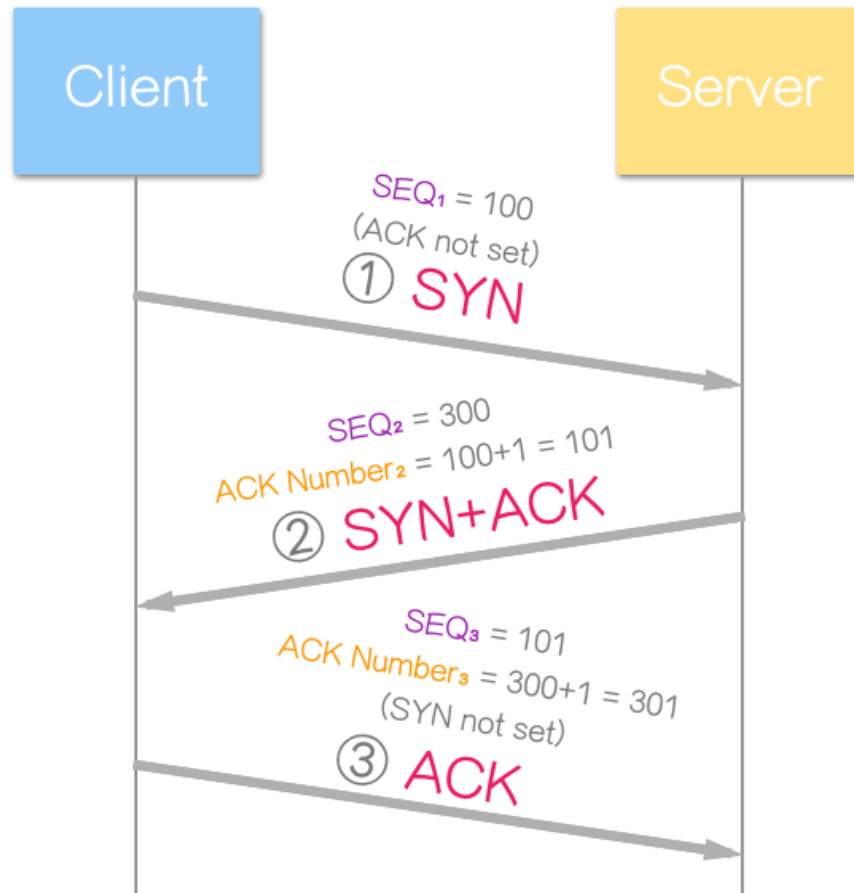 Client
Server
SEQ₁ = 100
(ACK not set)
① SYN
SEQ₂ = 300
ACK Number₂ = 100+1 = 101
② SYN+ACK
SEQ₃ = 101
ACK Number₃ = 300+1 = 301
(SYN not set)
③ ACK